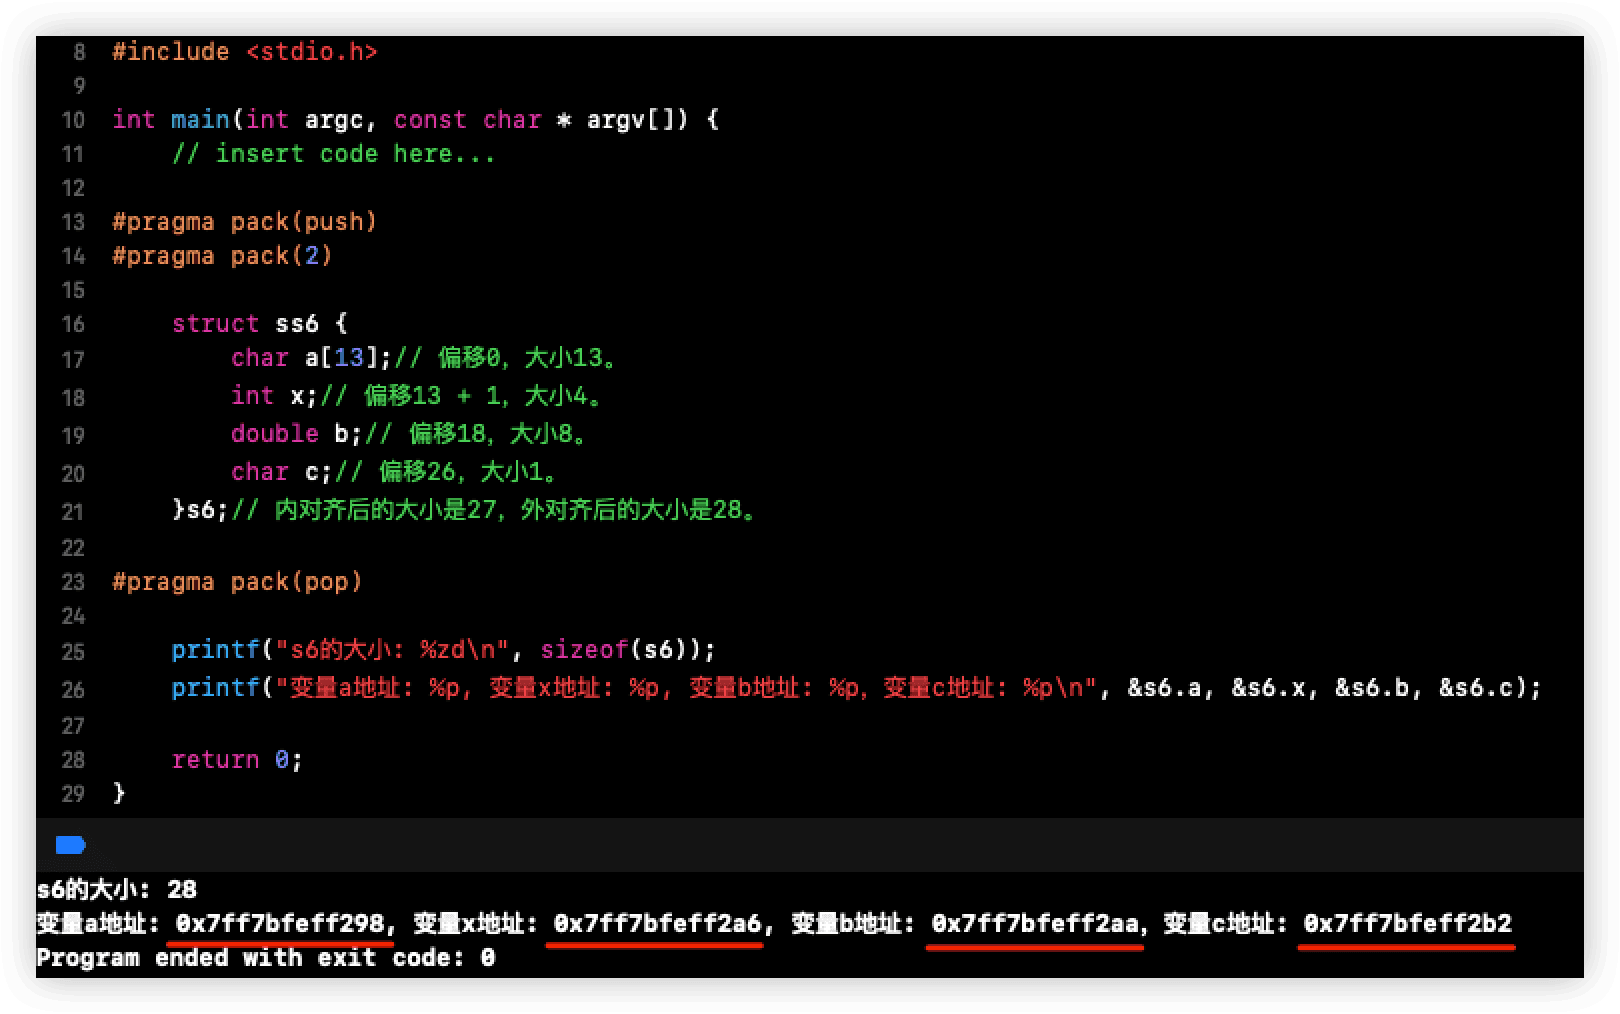 8 #include <stdio.h>
9
10 int main(int argc, const char * argv[]) {
11 // insert code here...
12
13 #pragma pack(push)
14 #pragma pack(2)
15
16 struct ss6 {
17 char a[13];// 偏移0，大小13。
18 int x;// 偏移13 + 1，大小4。
19 double b;// 偏移18，大小8。
20 char c;// 偏移26，大小1。
21 }s6;// 内对齐后的大小是27，外对齐后的大小是28。
22
23 #pragma pack(pop)
24
25 printf("s6的大小: %zd\n", sizeof(s6));
26 printf("变量a地址: %p, 变量x地址: %p, 变量b地址: %p, 变量c地址: %p\n", &s6.a, &s6.x, &s6.b, &s6.c);
27
28 return 0;
29 }
s6的大小: 28
变量a地址: 0x7ff7bfeff298, 变量x地址: 0x7ff7bfeff2a6, 变量b地址: 0x7ff7bfeff2aa, 变量c地址: 0x7ff7bfeff2b2
Program ended with exit code: 0